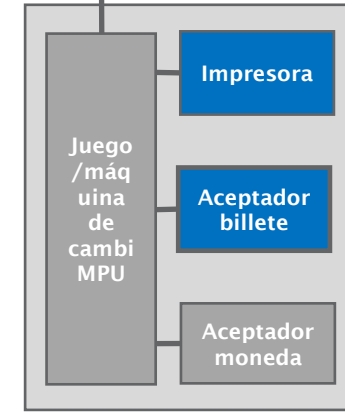 Impresora
Juego
/máq
uina
de
cambi
MPU
Aceptador
billete
Aceptador
moneda